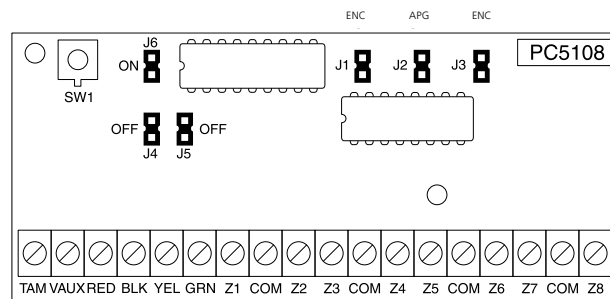 ENC APG ENC
J6
ON J1 J2 J3 PC5108
SW1
OFF OFF
J4 J5
TAM VAUX RED BLK YEL GRN Z1 COM Z2 Z3 COM Z4 Z5 COM Z6 Z7 COM Z8